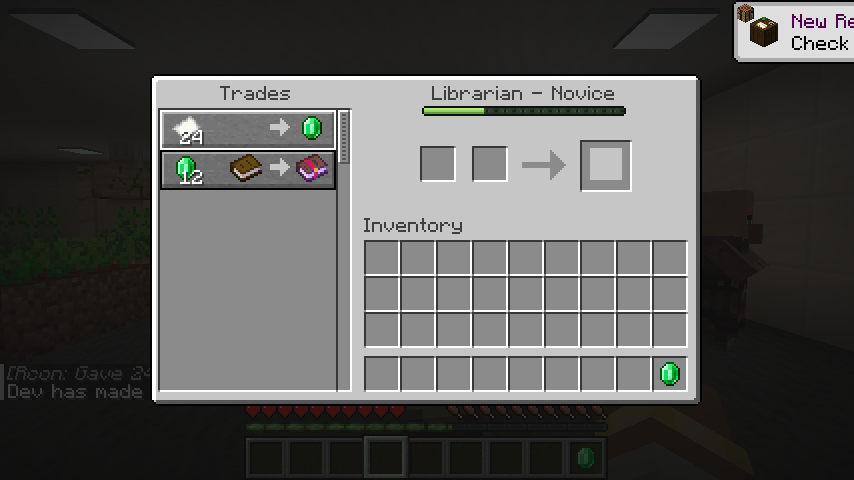 New Re
Check
Trades
Librarian - Novice
24
12
Inventory
[Rcon: Gave 24
Dev has made